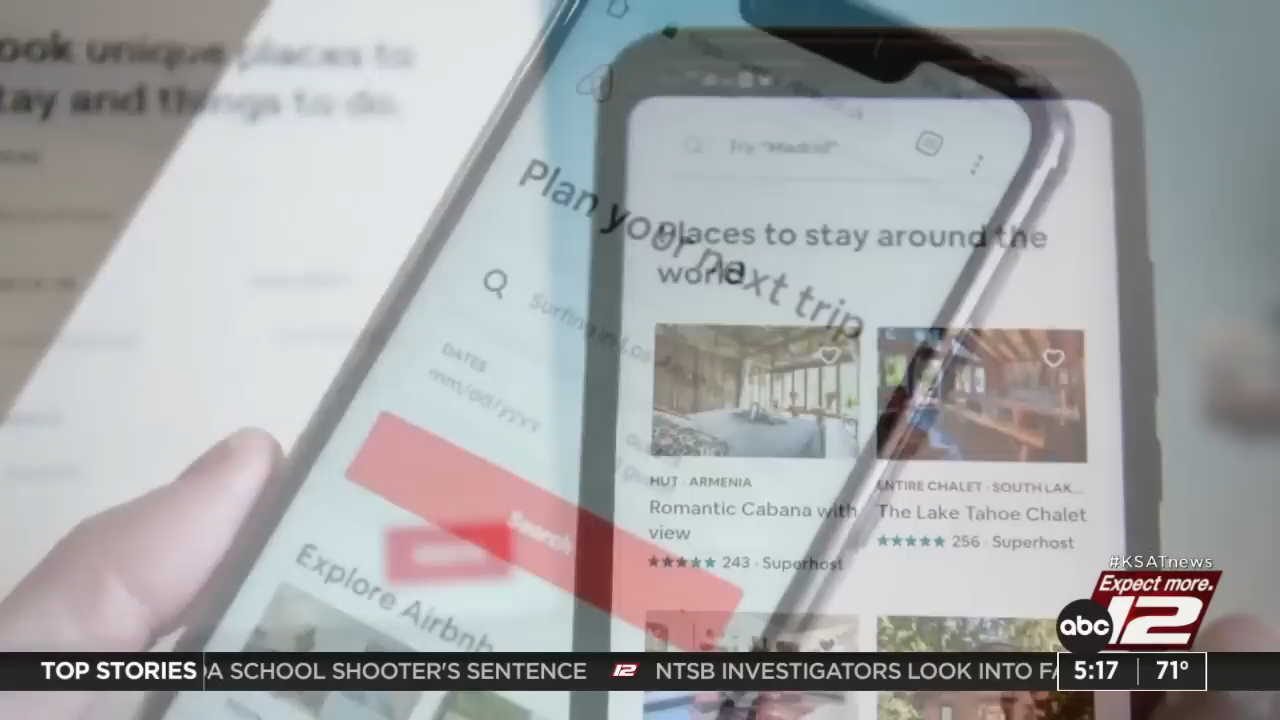 ook unique places to
tay and things to do.
Plan your next trip
DATES
mm/dd/yyyy
Search
Explore Airbnb
Try "Madrid"
Places to stay around the
world
HUT · ARMENIA
Romantic Cabana with
view
★★★★★ 243 · Superhost
ENTIRE CHALET · SOUTH LAK...
The Lake Tahoe Chalet
★★★★★ 256 · Superhost
#KSATnews
Expect more.
abc 12
TOP STORIES DA SCHOOL SHOOTER'S SENTENCE 12 NTSB INVESTIGATORS LOOK INTO FA 5:17 71°